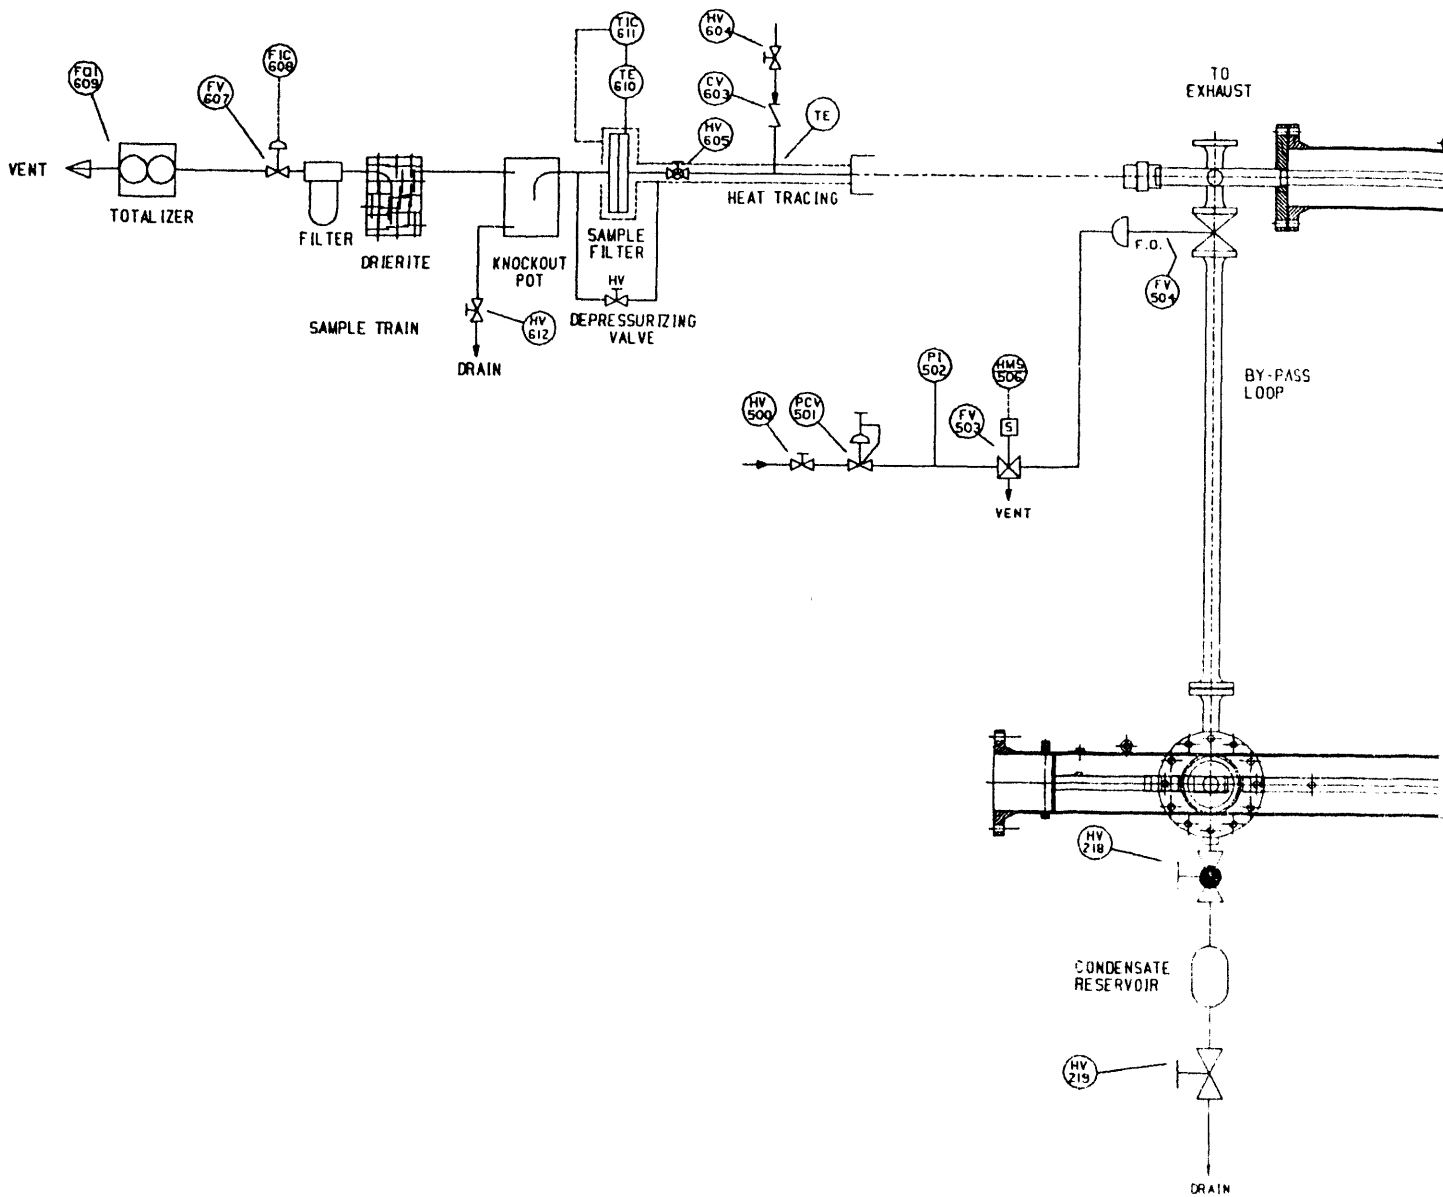 TIC
611
HV
604
FIC
608
TO
EXHAUST
FQI
609
TE
610
CV
603
FV
607
TE
HV
605
VENT
TOTALIZER
HEAT TRACING
FILTER
SAMPLE
FILTER
F.O.
DRIERITE
KNOCKOUT
POT
HV
FV
504
SAMPLE TRAIN
HV
612
DEPRESSURIZING
VALVE
DRAIN
PI
502
HMS
506
BY-PASS
LOOP
HV
500
PCV
501
FV
503
S
VENT
HV
218
CONDENSATE
RESERVOIR
HV
219
DRAIN